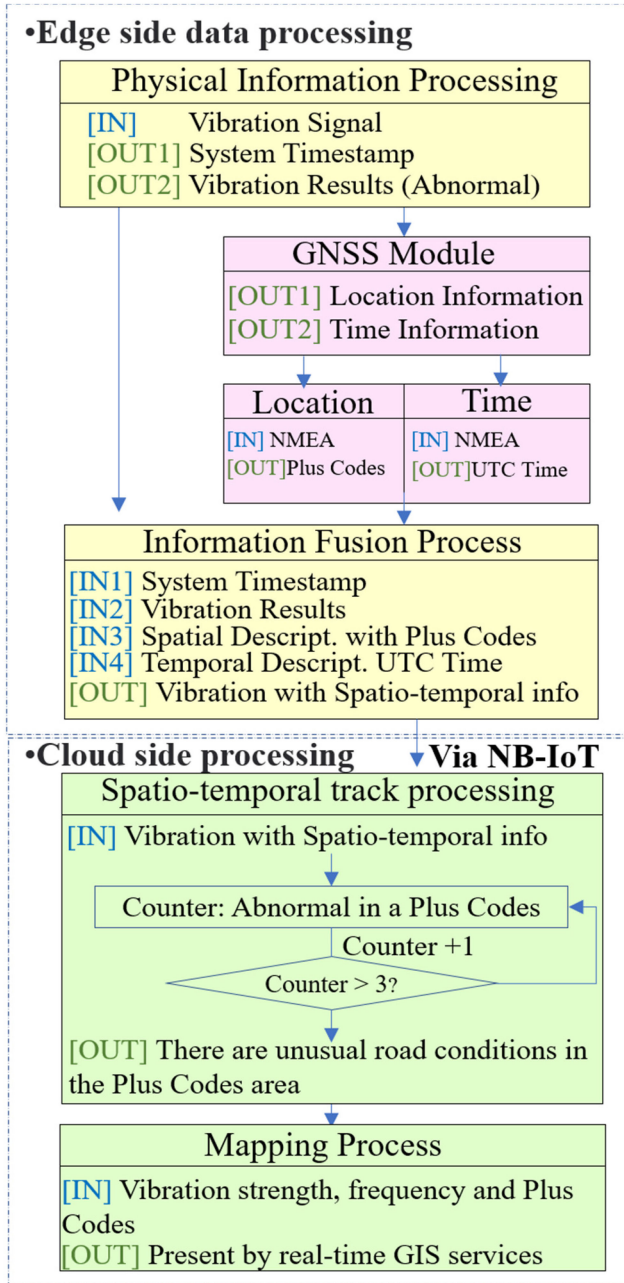 •Edge side data processing
Physical Information Processing
[IN] Vibration Signal
[OUT1] System Timestamp
[OUT2] Vibration Results (Abnormal)
GNSS Module
[OUT1] Location Information
[OUT2] Time Information
Location
[IN] NMEA
[OUT]Plus Codes
Time
[IN] NMEA
[OUT]UTC Time
Information Fusion Process
[IN1] System Timestamp
[IN2] Vibration Results
[IN3] Spatial Descript. with Plus Codes
[IN4] Temporal Descript. UTC Time
[OUT] Vibration with Spatio-temporal info
•Cloud side processing
Via NB-IoT
Spatio-temporal track processing
[IN] Vibration with Spatio-temporal info
Counter: Abnormal in a Plus Codes
Counter +1
Counter > 3?
[OUT] There are unusual road conditions in
the Plus Codes area
Mapping Process
[IN] Vibration strength, frequency and Plus
Codes
[OUT] Present by real-time GIS services